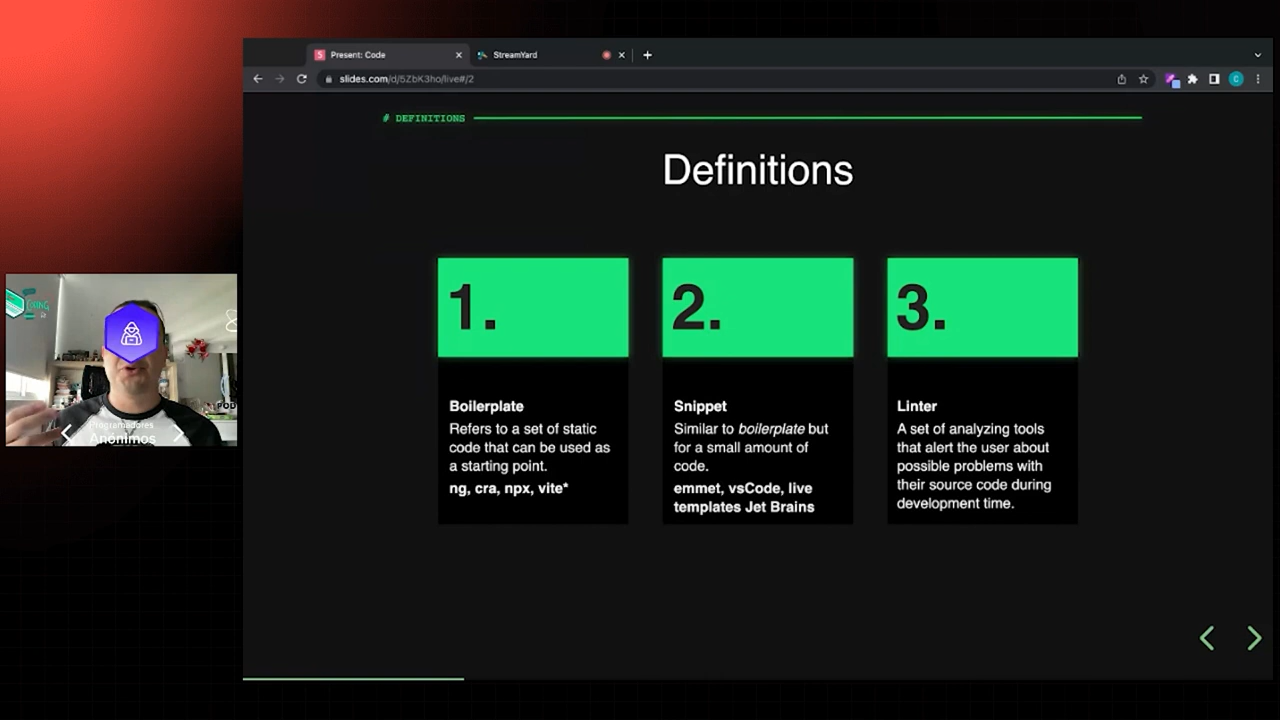 Present: Code
StreamYard
slides.com/d/5ZbK3ho/live#/2
# DEFINITIONS
Definitions
1.
Boilerplate
Refers to a set of static
code that can be used as
a starting point.
ng, cra, npx, vite*
2.
Snippet
Similar to boilerplate but
for a small amount of
code.
emmet, vsCode, live
templates Jet Brains
3.
Linter
A set of analyzing tools
that alert the user about
possible problems with
their source code during
development time.
Programadores
Anónimos